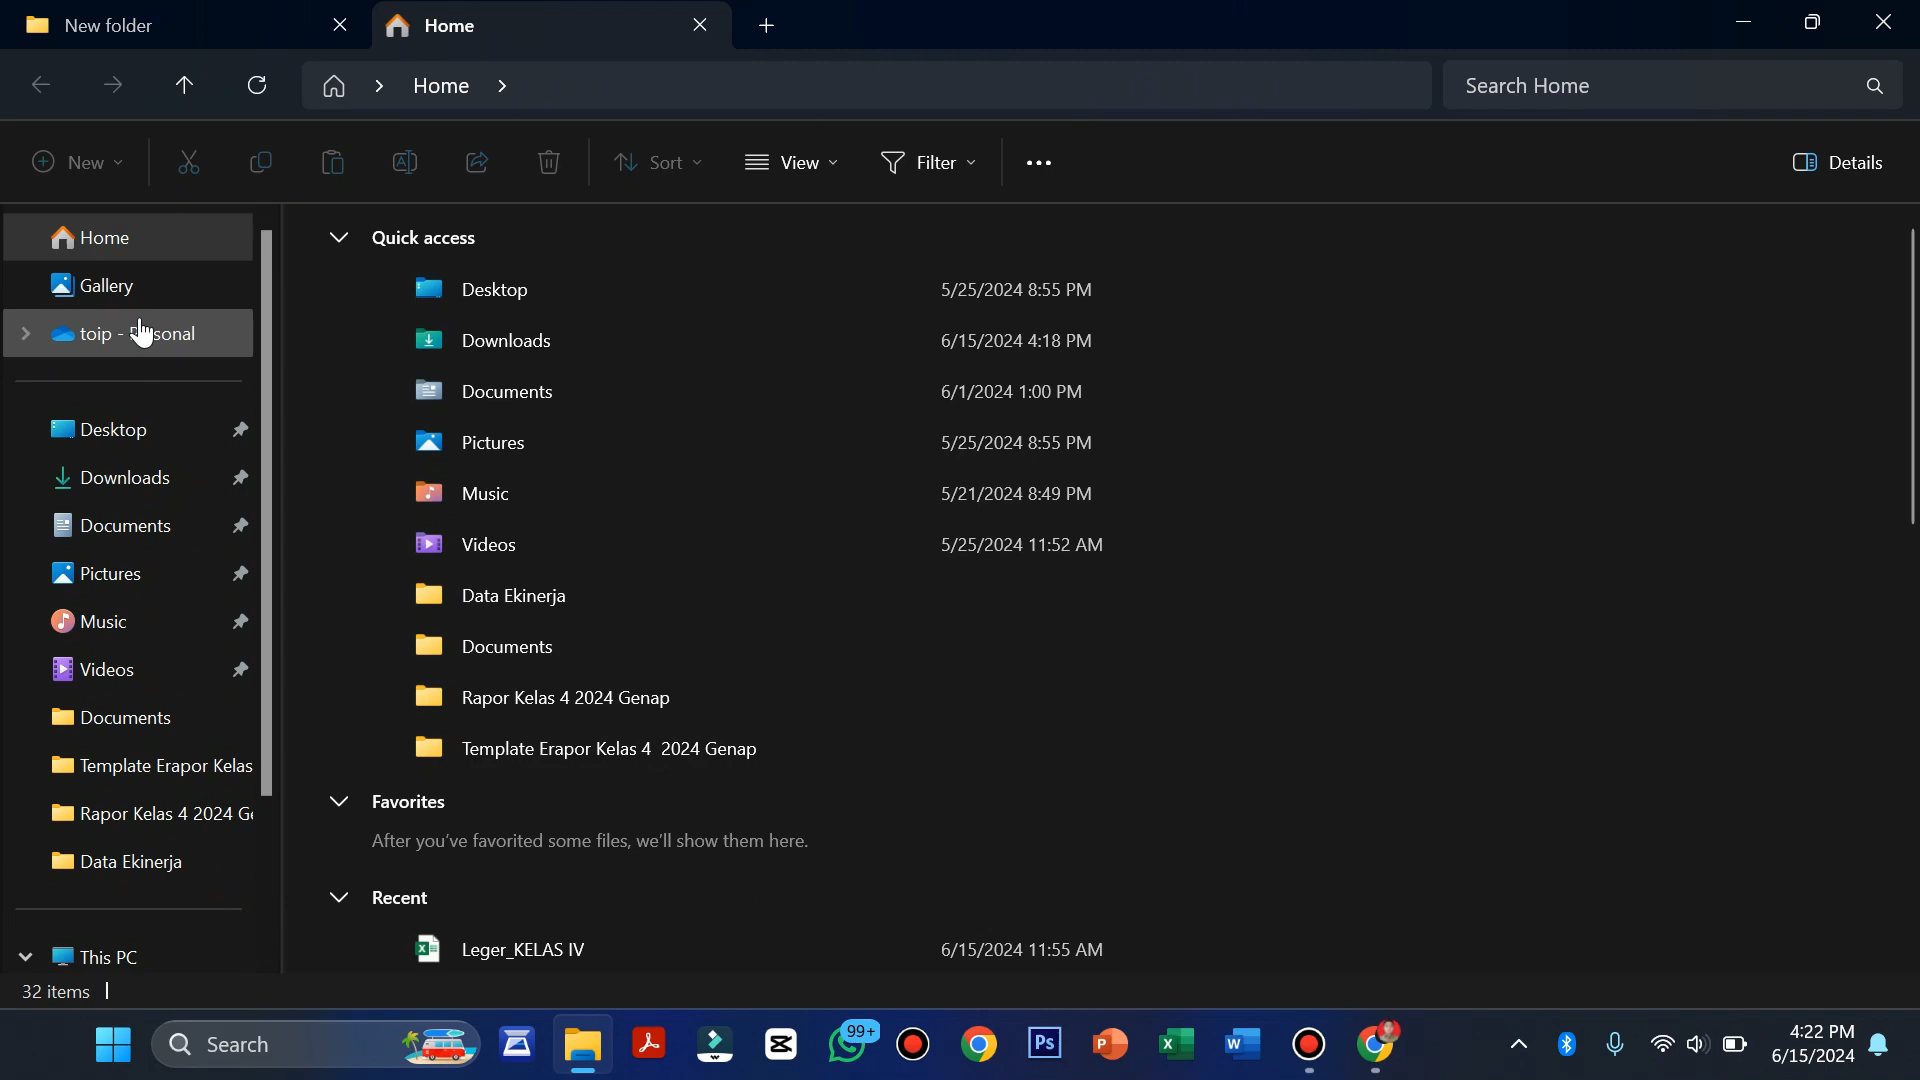 New folder
Home
Home
Search Home
New
Sort
View
Filter
Details
Home
Gallery
toip -
sonal
Desktop
Downloads
Documents
Pictures
Music
Videos
Documents
Template Erapor Kelas
Rapor Kelas 4 2024 G
Data Ekinerja
This PC
Quick access
Desktop 5/25/2024 8:55 PM
Downloads 6/15/2024 4:18 PM
Documents 6/1/2024 1:00 PM
Pictures 5/25/2024 8:55 PM
Music 5/21/2024 8:49 PM
Videos 5/25/2024 11:52 AM
Data Ekinerja
Documents
Rapor Kelas 4 2024 Genap
Template Erapor Kelas 4 2024 Genap
Favorites
After you've favorited some files, we'll show them here.
Recent
Leger_KELAS IV 6/15/2024 11:55 AM
32 items
Search
99+
Ps
4:22 PM
6/15/2024